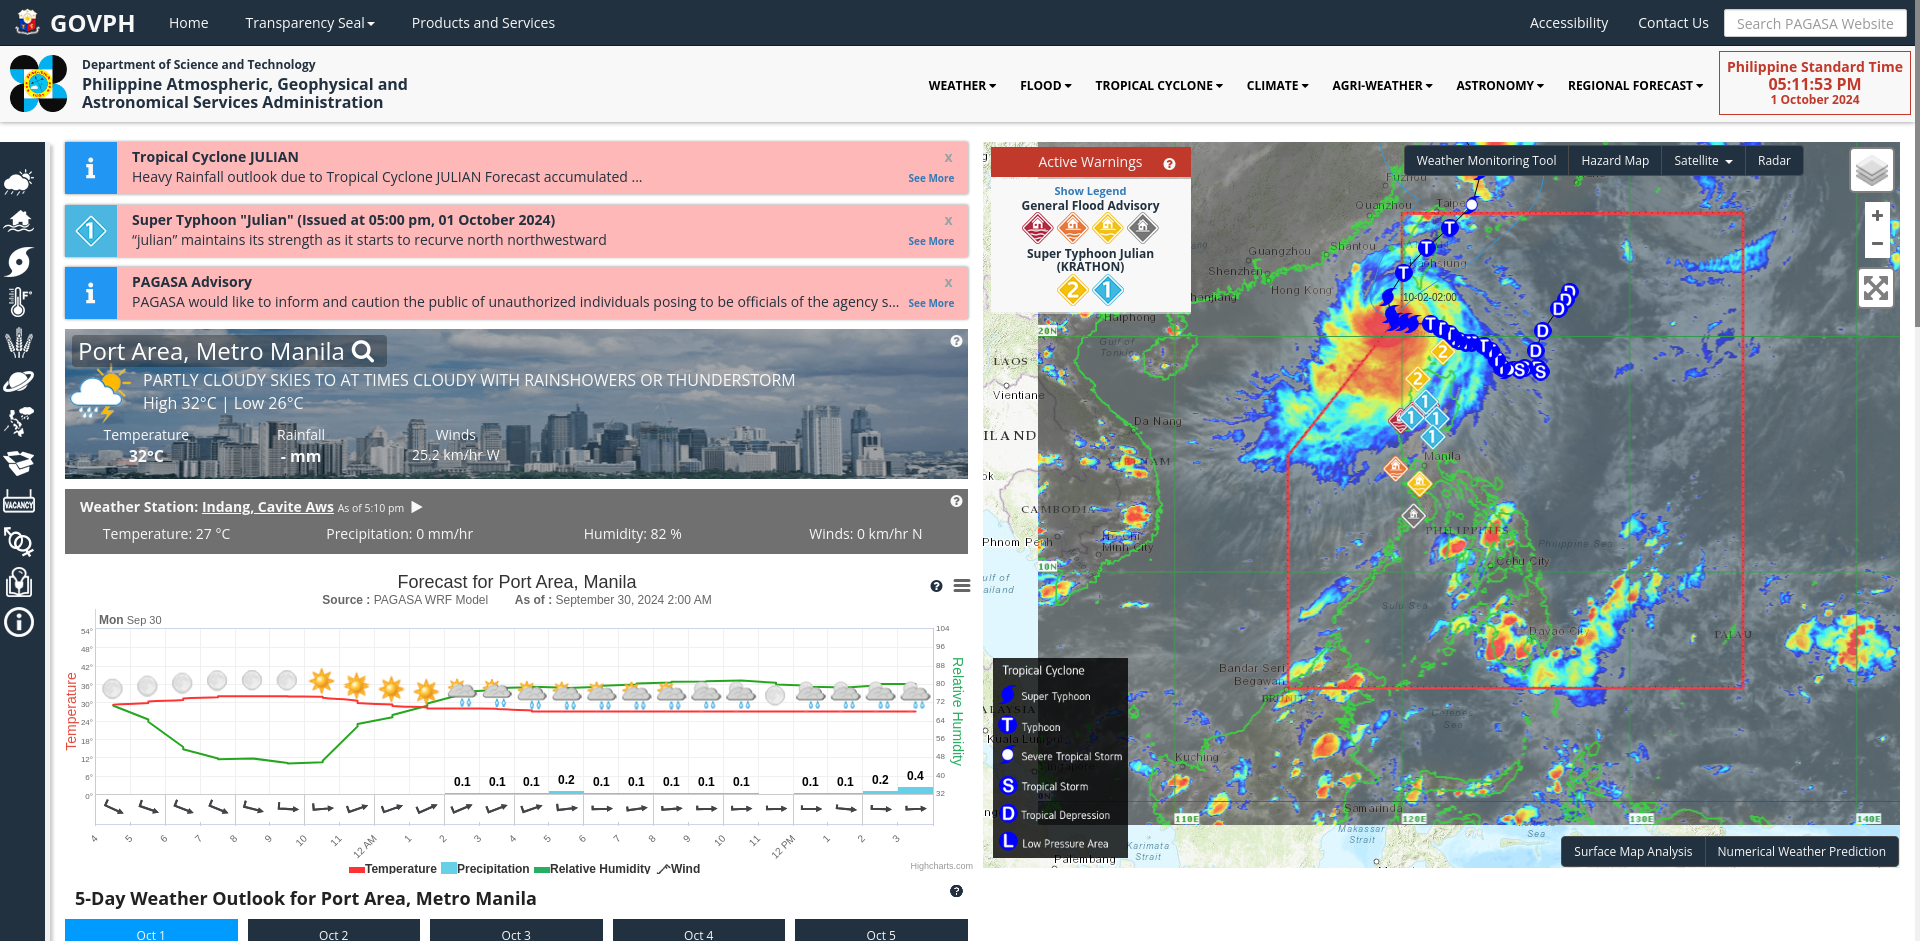 GOVPH
Home
Transparency Seal
Products and Services
Accessibility
Contact Us
Search PAGASA Website
Department of Science and Technology
Philippine Atmospheric, Geophysical and
Astronomical Services Administration
WEATHER
FLOOD
TROPICAL CYCLONE
CLIMATE
AGRI-WEATHER
ASTRONOMY
REGIONAL FORECAST
Philippine Standard Time
05:11:53 PM
1 October 2024
VACANCY
Tropical Cyclone JULIAN
x
Heavy Rainfall outlook due to Tropical Cyclone JULIAN Forecast accumulated ...
See More
1
Super Typhoon "Julian" (Issued at 05:00 pm, 01 October 2024)
x
“julian” maintains its strength as it starts to recurve north northwestward
See More
PAGASA Advisory
x
PAGASA would like to inform and caution the public of unauthorized individuals posing to be officials of the agency s...
See More
Port Area, Metro Manila
PARTLY CLOUDY SKIES TO AT TIMES CLOUDY WITH RAINSHOWERS OR THUNDERSTORM
High 32°C | Low 26°C
Temperature
Rainfall
Winds
32°C
- mm
25.2 km/hr W
Weather Station: Indang, Cavite Aws As of 5:10 pm
Temperature: 27 °C
Precipitation: 0 mm/hr
Humidity: 82 %
Winds: 0 km/hr N
Forecast for Port Area, Manila
Source : PAGASA WRF Model
As of : September 30, 2024 2:00 AM
Mon Sep 30
54°
48°
42°
36°
30°
24°
18°
12°
6°
0°
Temperature
104
96
88
80
72
64
56
48
40
32
Relative Humidity
0.1 0.1 0.1 0.2 0.1 0.1 0.1 0.1 0.1 0.1 0.1 0.2 0.4
4 5 6 7 8 9 10 11 12 AM 1 2 3 4 5 6 7 8 9 10 11 12 PM 1 2 3
Temperature Precipitation Relative Humidity Wind
Highcharts.com
5-Day Weather Outlook for Port Area, Metro Manila
Oct 1
Oct 2
Oct 3
Oct 4
Oct 5
Active Warnings
Show Legend
General Flood Advisory
Super Typhoon Julian
(KRATHON)
2 1
Weather Monitoring Tool
Hazard Map
Satellite
Radar
+
−
Fuzhou
Taipei
Quanzhou
Guangzhou
Shantou
Kaohsiung
Shenzhen
Hong Kong
Zhanjiang
10-02-02:00
Haiphong
20N
Gulf of
Tonkin
LAOS
Vientiane
Da Nang
VIETNAM
Manila
CAMBODIA
PHILIPPINES
Phnom Penh
Ho Chi
Minh City
Philippine Sea
Cebu City
10N
Sulu Sea
Davao City
PALAU
Bandar Seri
Begawan
BRUNEI
Celebes
Sea
Kuala Lumpur
Kuching
Samarinda
110E
120E
130E
140E
Makassar
Strait
Karimata
Strait
Palembang
Tropical Cyclone
Super Typhoon
T Typhoon
Severe Tropical Storm
S Tropical Storm
D Tropical Depression
L Low Pressure Area
Surface Map Analysis
Numerical Weather Prediction